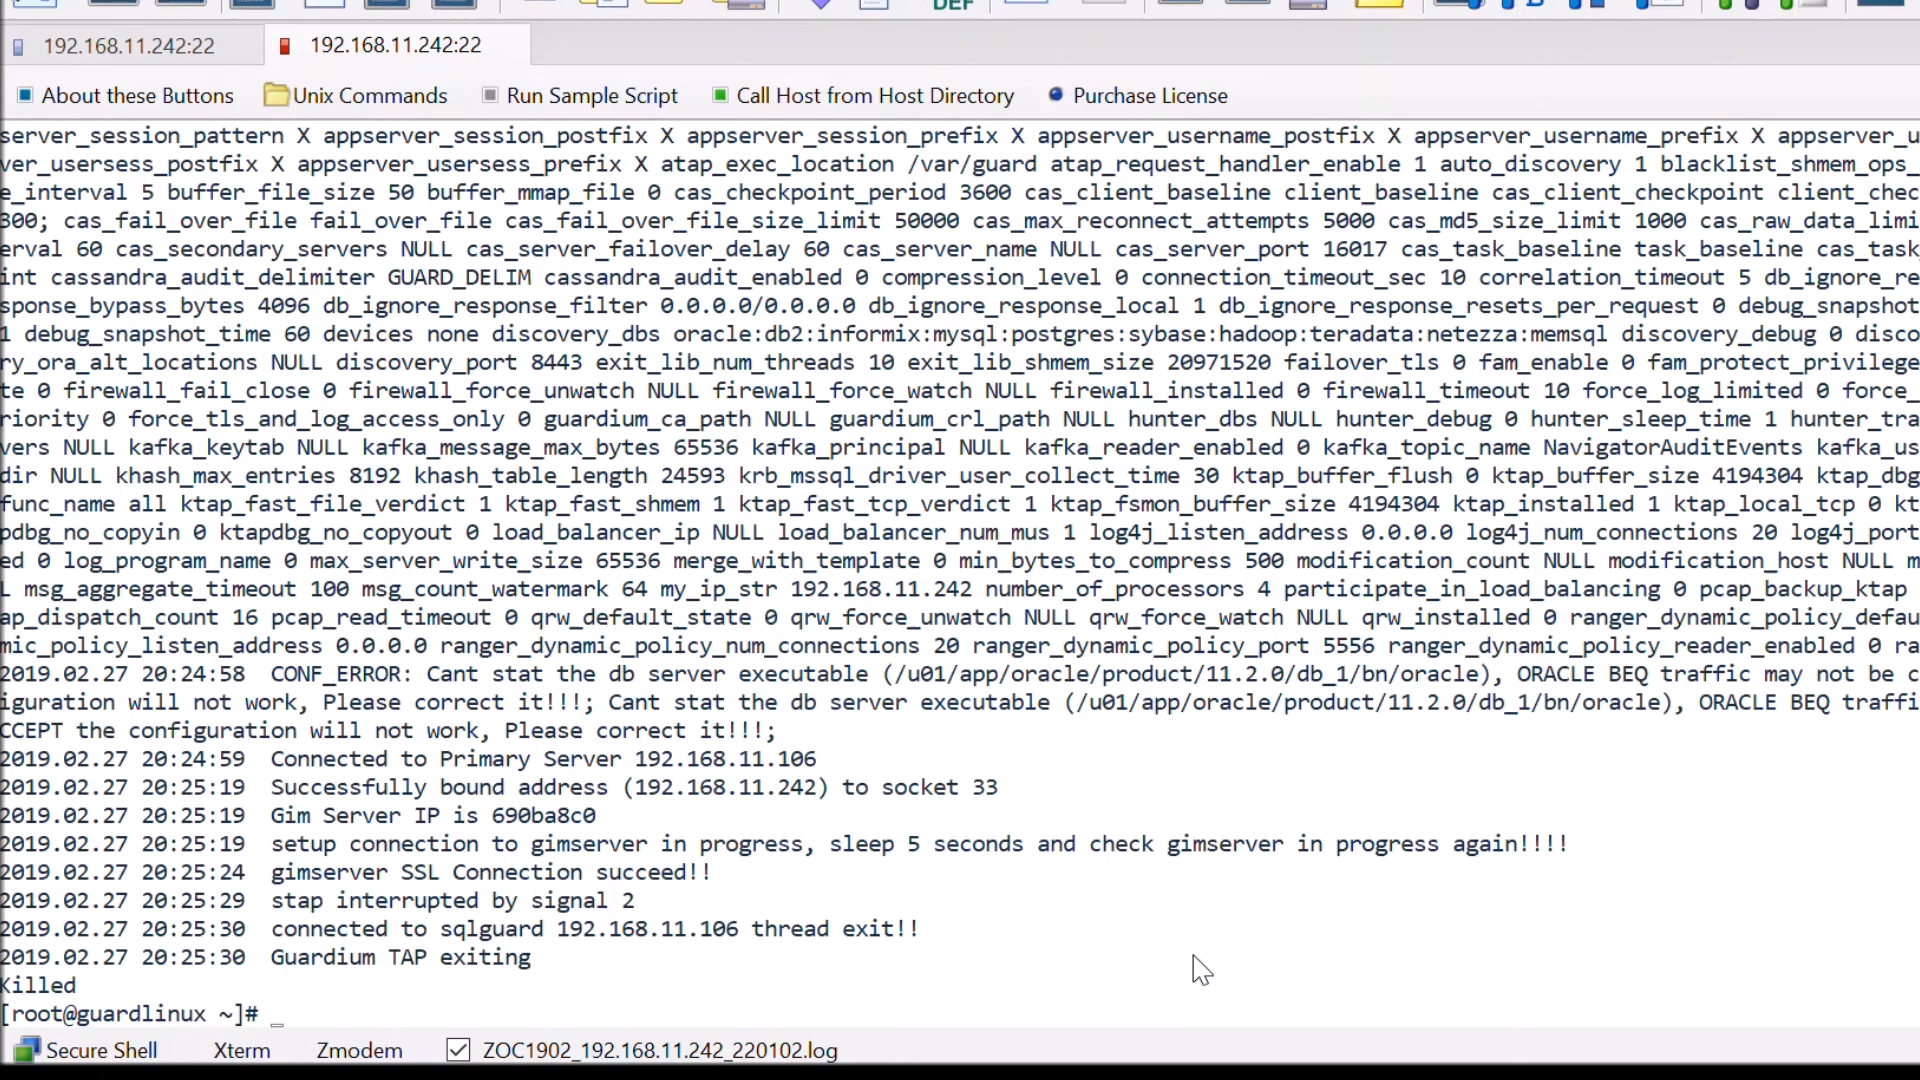 DEF
192.168.11.242:22 192.168.11.242:22
About these Buttons Unix Commands Run Sample Script Call Host from Host Directory Purchase License
server_session_pattern X appserver_session_postfix X appserver_session_prefix X appserver_username_postfix X appserver_username_prefix X appserver_u
ver_usersess_postfix X appserver_usersess_prefix X atap_exec_location /var/guard atap_request_handler_enable 1 auto_discovery 1 blacklist_shmem_ops_
e_interval 5 buffer_file_size 50 buffer_mmap_file 0 cas_checkpoint_period 3600 cas_client_baseline client_baseline cas_client_checkpoint client_chec
300; cas_fail_over_file fail_over_file cas_fail_over_file_size_limit 50000 cas_max_reconnect_attempts 5000 cas_md5_size_limit 1000 cas_raw_data_limi
erval 60 cas_secondary_servers NULL cas_server_failover_delay 60 cas_server_name NULL cas_server_port 16017 cas_task_baseline task_baseline cas_task_
int cassandra_audit_delimiter GUARD_DELIM cassandra_audit_enabled 0 compression_level 0 connection_timeout_sec 10 correlation_timeout 5 db_ignore_re
sponse_bypass_bytes 4096 db_ignore_response_filter 0.0.0.0/0.0.0.0 db_ignore_response_local 1 db_ignore_response_resets_per_request 0 debug_snapshot
1 debug_snapshot_time 60 devices none discovery_dbs oracle:db2:informix:mysql:postgres:sybase:hadoop:teradata:netezza:memsql discovery_debug 0 disco
ry_ora_alt_locations NULL discovery_port 8443 exit_lib_num_threads 10 exit_lib_shmem_size 20971520 failover_tls 0 fam_enable 0 fam_protect_privilege
te 0 firewall_fail_close 0 firewall_force_unwatch NULL firewall_force_watch NULL firewall_installed 0 firewall_timeout 10 force_log_limited 0 force_
riority 0 force_tls_and_log_access_only 0 guardium_ca_path NULL guardium_crl_path NULL hunter_dbs NULL hunter_debug 0 hunter_sleep_time 1 hunter_tra
vers NULL kafka_keytab NULL kafka_message_max_bytes 65536 kafka_principal NULL kafka_reader_enabled 0 kafka_topic_name NavigatorAuditEvents kafka_us
dir NULL khash_max_entries 8192 khash_table_length 24593 krb_mssql_driver_user_collect_time 30 ktap_buffer_flush 0 ktap_buffer_size 4194304 ktap_dbg
func_name all ktap_fast_file_verdict 1 ktap_fast_shmem 1 ktap_fast_tcp_verdict 1 ktap_fsmon_buffer_size 4194304 ktap_installed 1 ktap_local_tcp 0 kt
pdbg_no_copyin 0 ktapdbg_no_copyout 0 load_balancer_ip NULL load_balancer_num_mus 1 log4j_listen_address 0.0.0.0 log4j_num_connections 20 log4j_port
ed 0 log_program_name 0 max_server_write_size 65536 merge_with_template 0 min_bytes_to_compress 500 modification_count NULL modification_host NULL m
L msg_aggregate_timeout 100 msg_count_watermark 64 my_ip_str 192.168.11.242 number_of_processors 4 participate_in_load_balancing 0 pcap_backup_ktap
ap_dispatch_count 16 pcap_read_timeout 0 qrw_default_state 0 qrw_force_unwatch NULL qrw_force_watch NULL qrw_installed 0 ranger_dynamic_policy_defau
mic_policy_listen_address 0.0.0.0 ranger_dynamic_policy_num_connections 20 ranger_dynamic_policy_port 5556 ranger_dynamic_policy_reader_enabled 0 ra
2019.02.27 20:24:58 CONF_ERROR: Cant stat the db server executable (/u01/app/oracle/product/11.2.0/db_1/bn/oracle), ORACLE BEQ traffic may not be c
iguration will not work, Please correct it!!!; Cant stat the db server executable (/u01/app/oracle/product/11.2.0/db_1/bn/oracle), ORACLE BEQ traffi
CCEPT the configuration will not work, Please correct it!!!;
2019.02.27 20:24:59 Connected to Primary Server 192.168.11.106
2019.02.27 20:25:19 Successfully bound address (192.168.11.242) to socket 33
2019.02.27 20:25:19 Gim Server IP is 690ba8c0
2019.02.27 20:25:19 setup connection to gimserver in progress, sleep 5 seconds and check gimserver in progress again!!!!
2019.02.27 20:25:24 gimserver SSL Connection succeed!!
2019.02.27 20:25:29 stap interrupted by signal 2
2019.02.27 20:25:30 connected to sqlguard 192.168.11.106 thread exit!!
2019.02.27 20:25:30 Guardium TAP exiting
Killed
[root@guardlinux ~]# _
Secure Shell Xterm Zmodem ZOC1902_192.168.11.242_220102.log